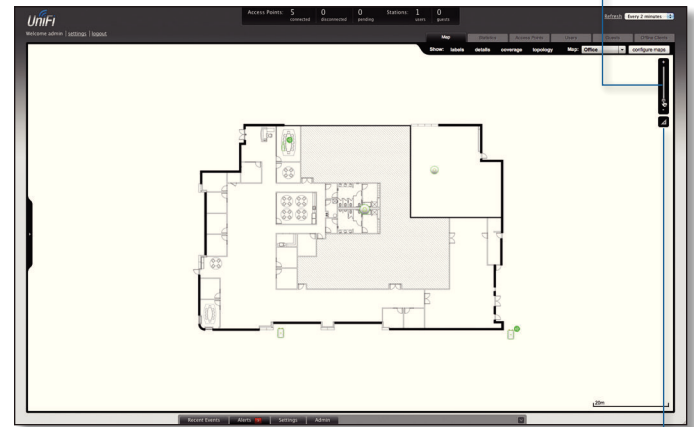 UniFi
Welcome admin | settings | logout
Access Points: 5 connected 0 disconnected 0 pending Stations: 1 users 0 guests
Refresh: Every 2 minutes
Map Statistics Access Points Users Guests Offline Clients
Show: labels details coverage topology Map: Office configure maps
20m
Recent Events Alerts Settings Admin